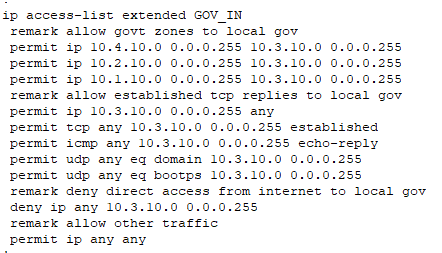 ip access-list extended GOV_IN
remark allow govt zones to local gov
permit ip 10.4.10.0 0.0.0.255 10.3.10.0 0.0.0.255
permit ip 10.2.10.0 0.0.0.255 10.3.10.0 0.0.0.255
permit ip 10.1.10.0 0.0.0.255 10.3.10.0 0.0.0.255
remark allow established tcp replies to local gov
permit ip 10.3.10.0 0.0.0.255 any
permit tcp any 10.3.10.0 0.0.0.255 established
permit icmp any 10.3.10.0 0.0.0.255 echo-reply
permit udp any eq domain 10.3.10.0 0.0.0.255
permit udp any eq bootps 10.3.10.0 0.0.0.255
remark deny direct access from internet to local gov
deny ip any 10.3.10.0 0.0.0.255
remark allow other traffic
permit ip any any